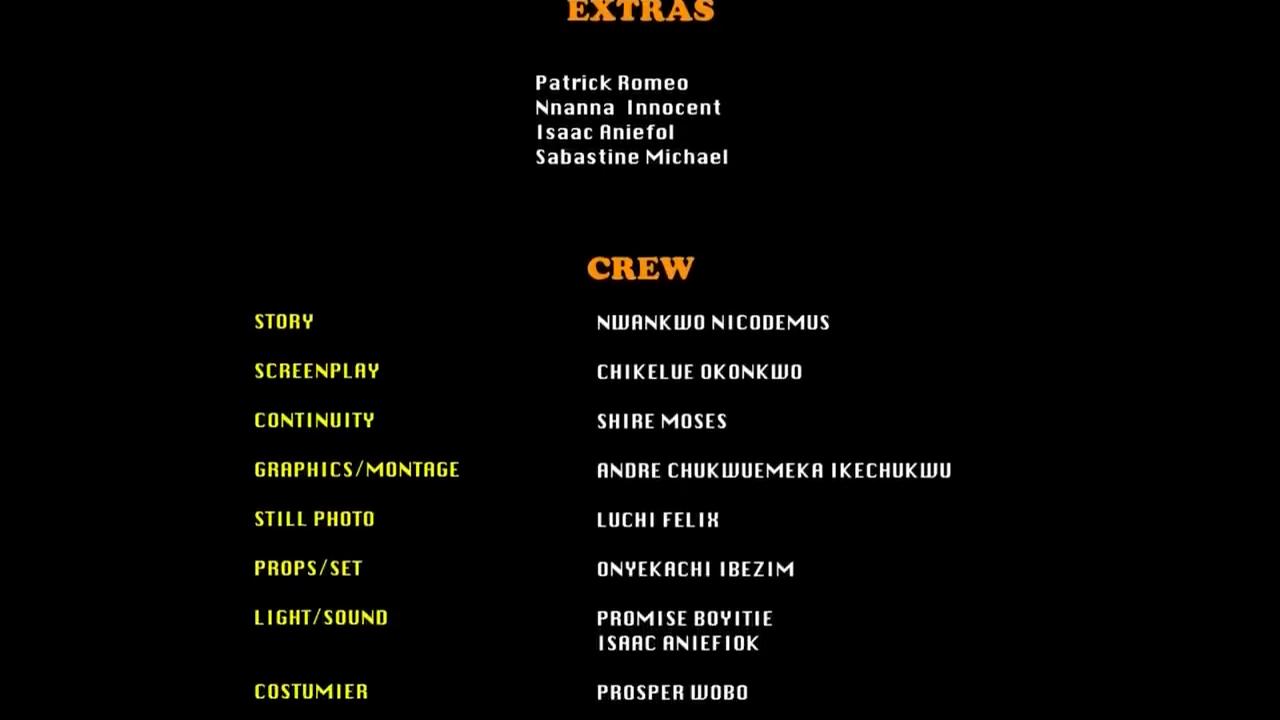 EXTRAS
Patrick Romeo
Nnanna Innocent
Isaac Aniefol
Sabastine Michael
CREW
STORY NWANKWO NICODEMUS
SCREENPLAY CHIKELUE OKONKWO
CONTINUITY SHIRE MOSES
GRAPHICS/MONTAGE ANDRE CHUKWUEMEKA IKECHUKWU
STILL PHOTO LUCHI FELIX
PROPS/SET ONYEKACHI IBEZIM
LIGHT/SOUND PROMISE BOYITIE
ISAAC ANIEFIOK
COSTUMIER PROSPER WOBO